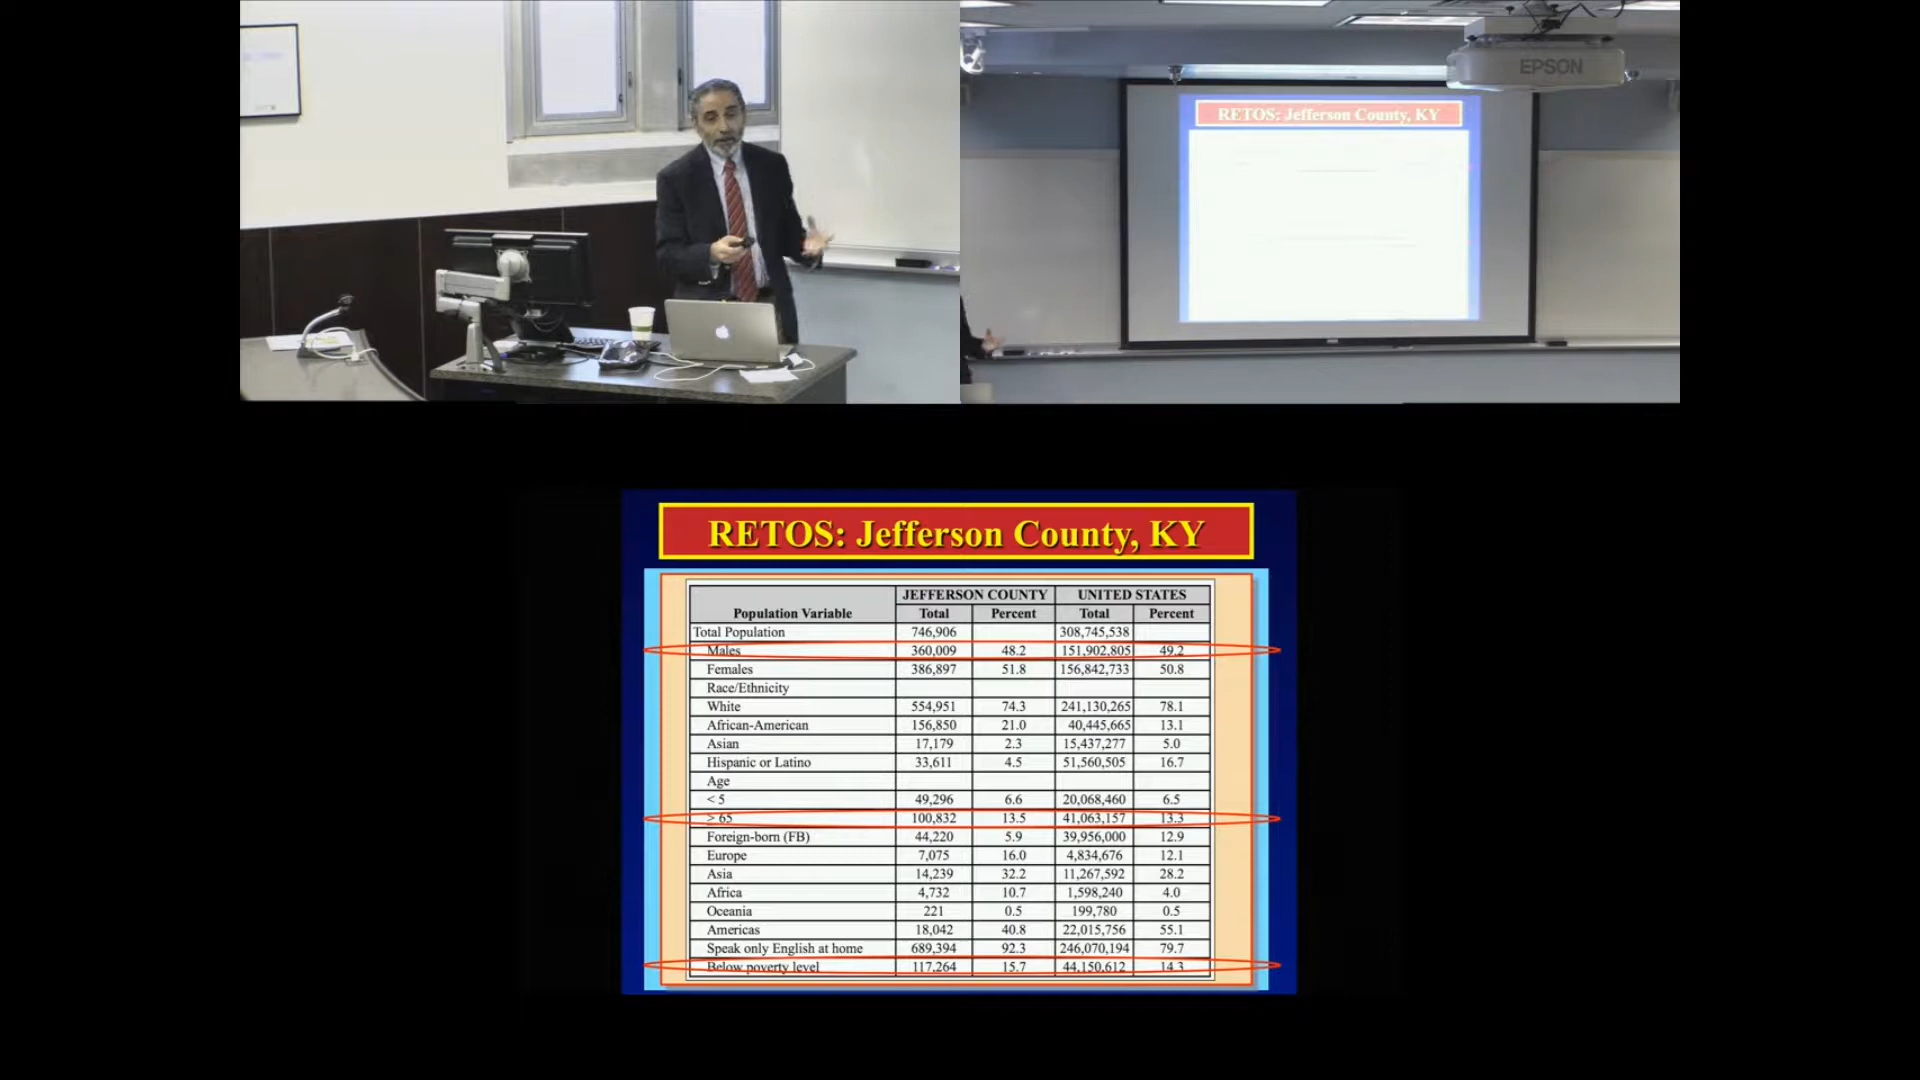 EPSON
RETOS: Jefferson County, KY
RETOS: Jefferson County, KY
JEFFERSON COUNTY UNITED STATES
Population Variable Total Percent Total Percent
Total Population 746,906 308,745,538
Males 360,009 48.2 151,902,805 49.2
Females 386,897 51.8 156,842,733 50.8
Race/Ethnicity
White 554,951 74.3 241,130,265 78.1
African-American 156,850 21.0 40,445,665 13.1
Asian 17,179 2.3 15,437,277 5.0
Hispanic or Latino 33,611 4.5 51,560,505 16.7
Age
< 5 49,296 6.6 20,068,460 6.5
> 65 100,832 13.5 41,063,157 13.3
Foreign-born (FB) 44,220 5.9 39,956,000 12.9
Europe 7,075 16.0 4,834,676 12.1
Asia 14,239 32.2 11,267,592 28.2
Africa 4,732 10.7 1,598,240 4.0
Oceania 221 0.5 199,780 0.5
Americas 18,042 40.8 22,015,756 55.1
Speak only English at home 689,394 92.3 246,070,194 79.7
Below poverty level 117,264 15.7 44,150,612 14.3